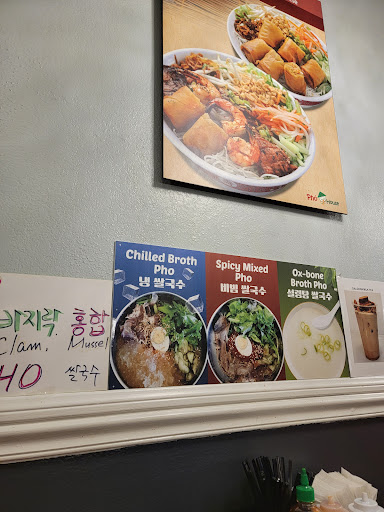 Pho House
Chilled Broth
Pho
냉 쌀국수
Spicy Mixed
Pho
비빔 쌀국수
Ox-bone
Broth Pho
설렁탕 쌀국수
바지락 홍합
Clam, Mussel
쌀국수